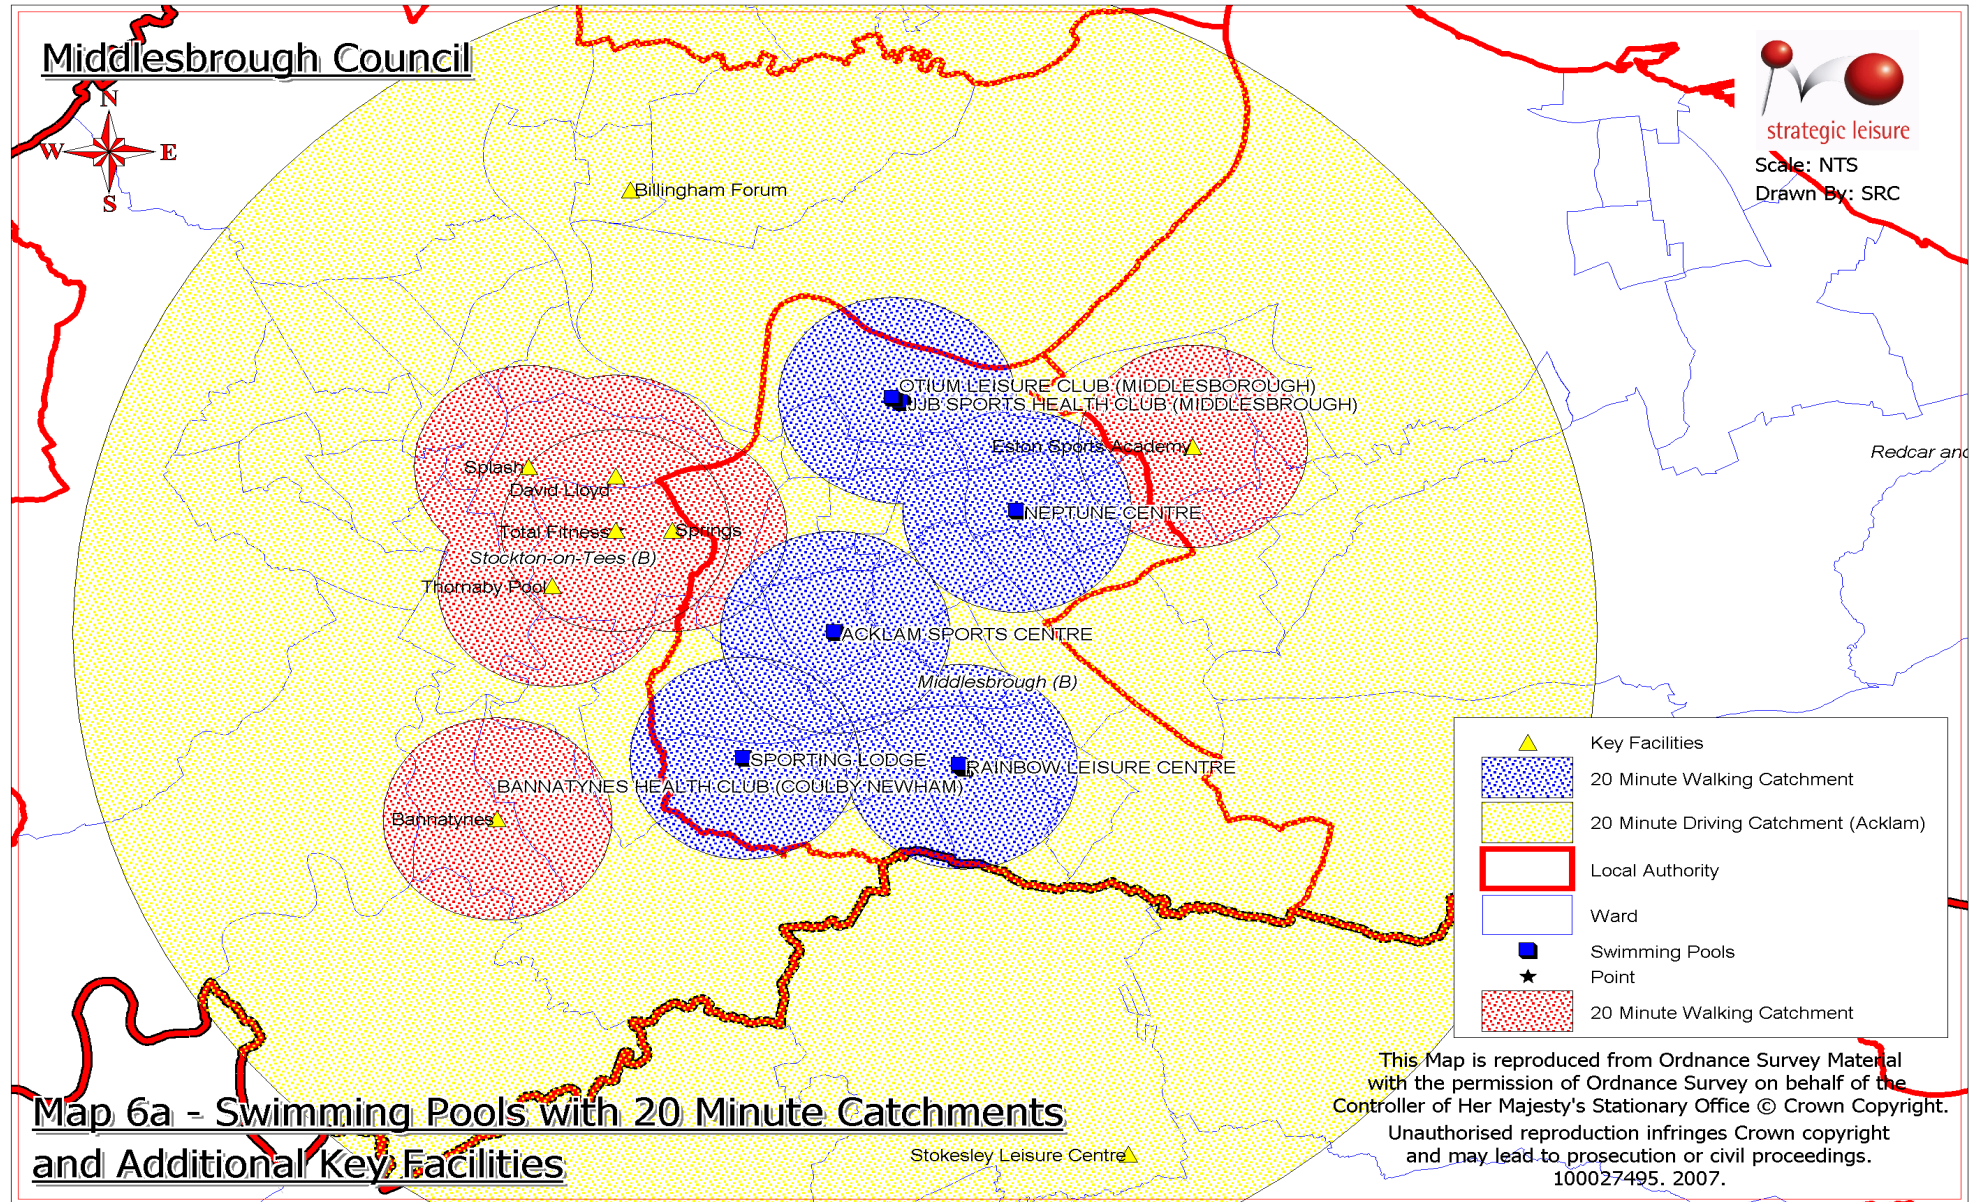 Middlesbrough Council
N
W
E
S
strategic leisure
Scale: NTS
Drawn By: SRC
Billingham Forum
OTIUM LEISURE CLUB (MIDDLESBOROUGH)
JJB SPORTS HEALTH CLUB (MIDDLESBROUGH)
Eston Sports Academy
Redcar and
Splash
David Lloyd
NEPTUNE CENTRE
Total Fitness
Springs
Stockton-on-Tees (B)
Thornaby Pool
ACKLAM SPORTS CENTRE
Middlesbrough (B)
SPORTING LODGE
RAINBOW LEISURE CENTRE
BANNATYNES HEALTH CLUB (COULBY NEWHAM)
Bannatynes
Key Facilities
20 Minute Walking Catchment
20 Minute Driving Catchment (Acklam)
Local Authority
Ward
Swimming Pools
Point
20 Minute Walking Catchment
This Map is reproduced from Ordnance Survey Material
with the permission of Ordnance Survey on behalf of the
Controller of Her Majesty's Stationary Office © Crown Copyright.
Unauthorised reproduction infringes Crown copyright
and may lead to prosecution or civil proceedings.
100027495. 2007.
Map 6a - Swimming Pools with 20 Minute Catchments
and Additional Key Facilities
Stokesley Leisure Centre